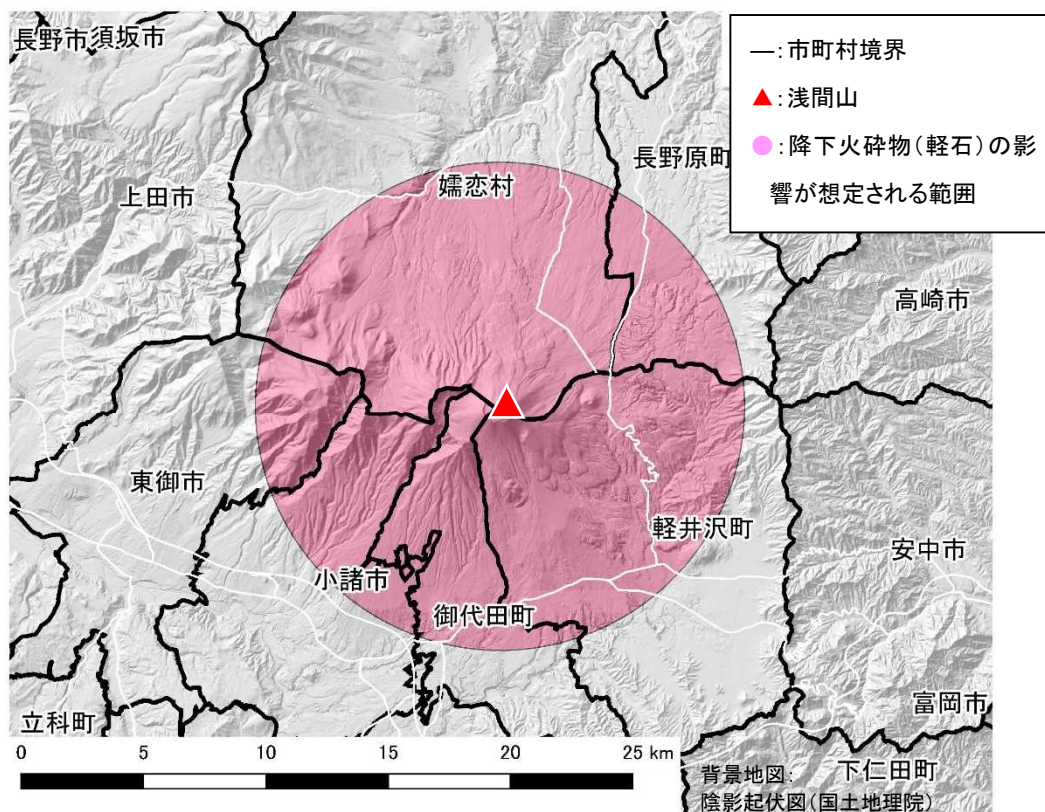 長野市
須坂市
―:市町村境界
▲:浅間山
●:降下火砕物(軽石)の影
響が想定される範囲
長野原町
嬬恋村
上田市
高崎市
東御市
軽井沢町
安中市
小諸市
御代田町
富岡市
立科町
0 5 10 15 20 25 km
背景地図:
陰影起伏図(国土地理院)
下仁田町